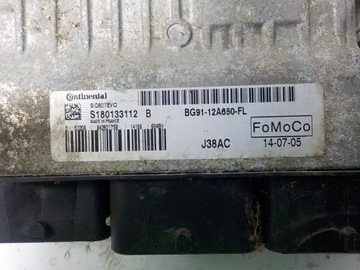 Continental
SID807EVO
S180133112 B
MADE IN FRANCE
BG91-12A650-FL
FoMoCo
J38AC
14-07-05